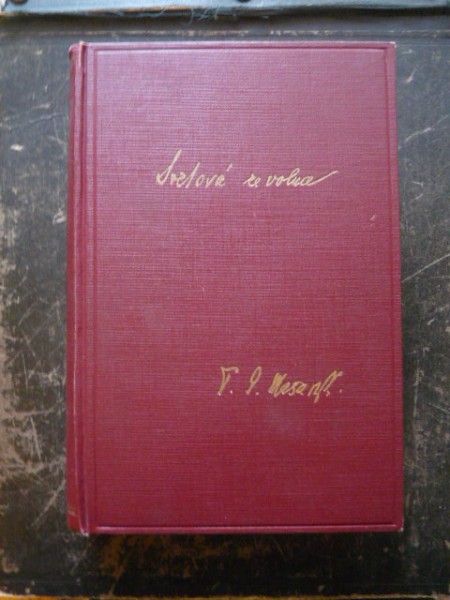 Světová revoluce
T. G. Masaryk.